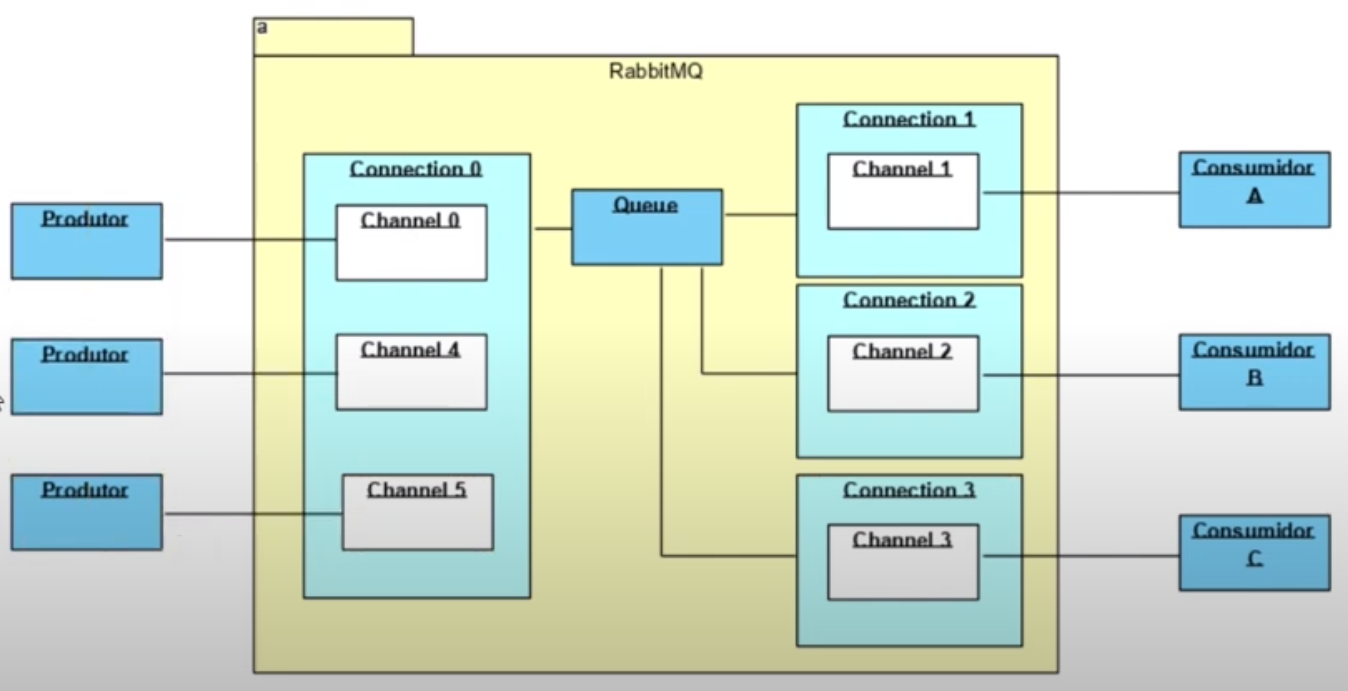 a
RabbitMQ
Connection 0
Connection 1
Channel 1
Consumidor
A
Produtor
Channel 0
Queue
Connection 2
Channel 2
Consumidor
B
Produtor
Channel 4
Connection 3
Channel 3
Consumidor
C
Produtor
Channel 5